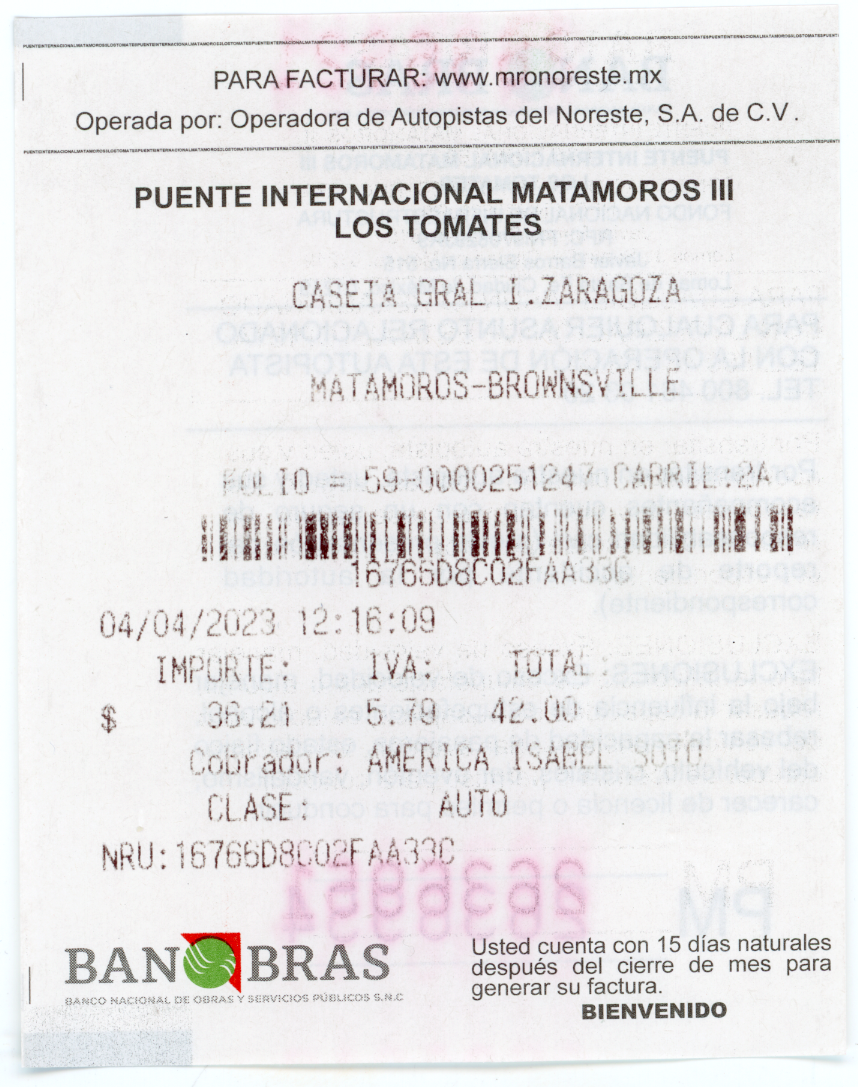 PARA FACTURAR: www.mronoreste.mx
Operada por: Operadora de Autopistas del Noreste, S.A. de C.V.
PUENTE INTERNACIONAL MATAMOROS III
LOS TOMATES
CASETA GRAL I.ZARAGOZA
MATAMOROS-BROWNSVILLE
FOLIO : 59-0000251247 CARRIL:2A
16766D8C02FAA33C
04/04/2023 12:16:09
IMPORTE: IVA: TOTAL:
$ 36.21 5.79 42.00
Cobrador: AMERICA ISABEL SOTO
CLASE: AUTO
NRU:16766D8C02FAA33C
BANOBRAS
BANCO NACIONAL DE OBRAS Y SERVICIOS PÚBLICOS S.N.C
Usted cuenta con 15 días naturales
después del cierre de mes para
generar su factura.
BIENVENIDO